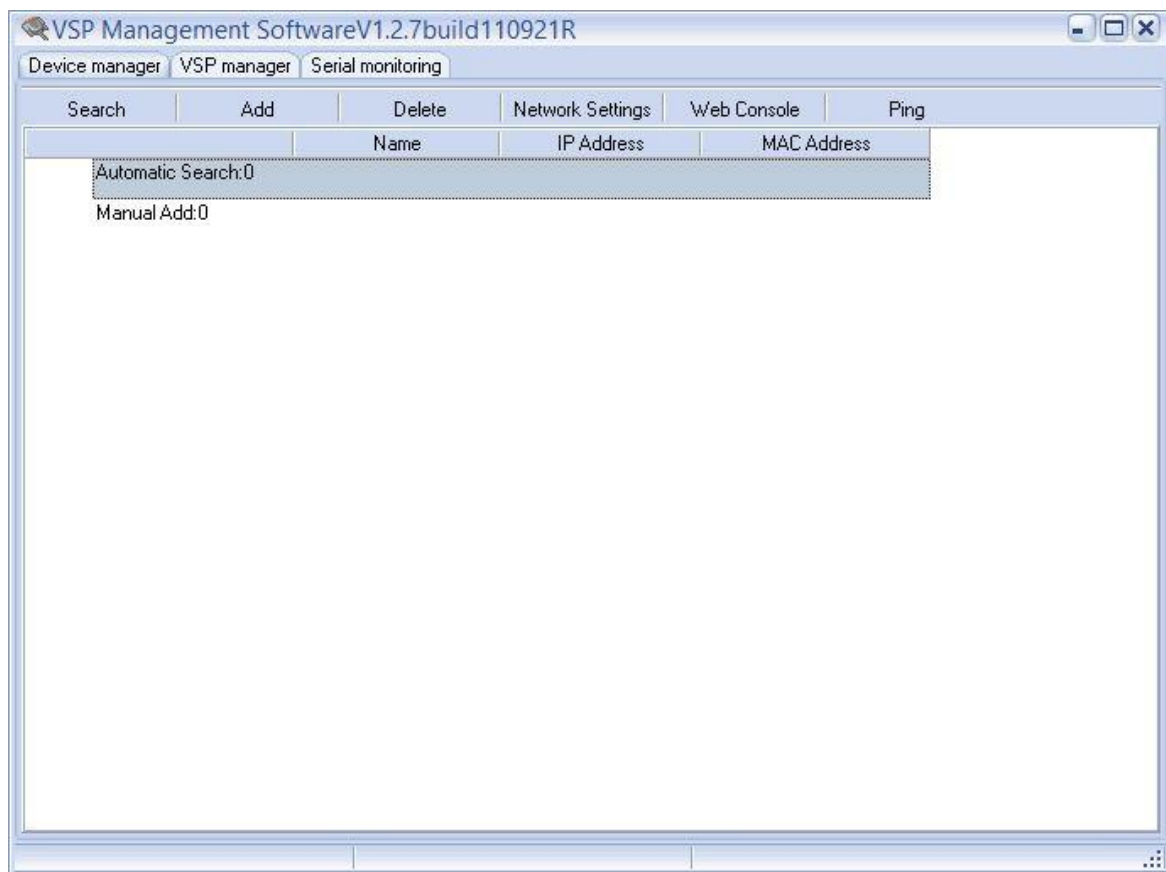 VSP Management SoftwareV1.2.7build110921R
Device manager VSP manager Serial monitoring
Search Add Delete Network Settings Web Console Ping
Name IP Address MAC Address
Automatic Search:0
Manual Add:0